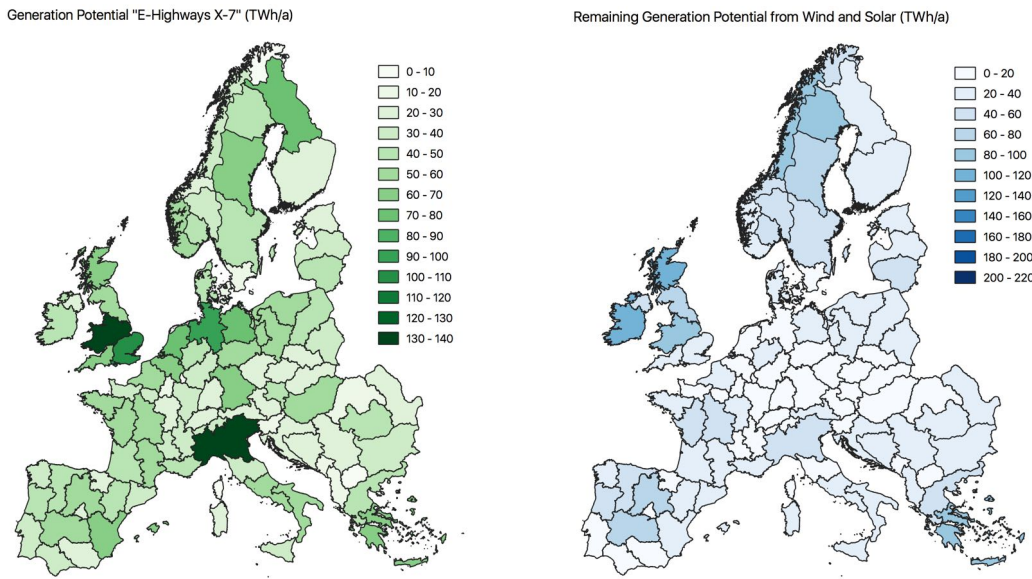 Generation Potential "E-Highways X-7" (TWh/a)
0 - 10
10 - 20
20 - 30
30 - 40
40 - 50
50 - 60
60 - 70
70 - 80
80 - 90
90 - 100
100 - 110
110 - 120
120 - 130
130 - 140
Remaining Generation Potential from Wind and Solar (TWh/a)
0 - 20
20 - 40
40 - 60
60 - 80
80 - 100
100 - 120
120 - 140
140 - 160
160 - 180
180 - 200
200 - 220